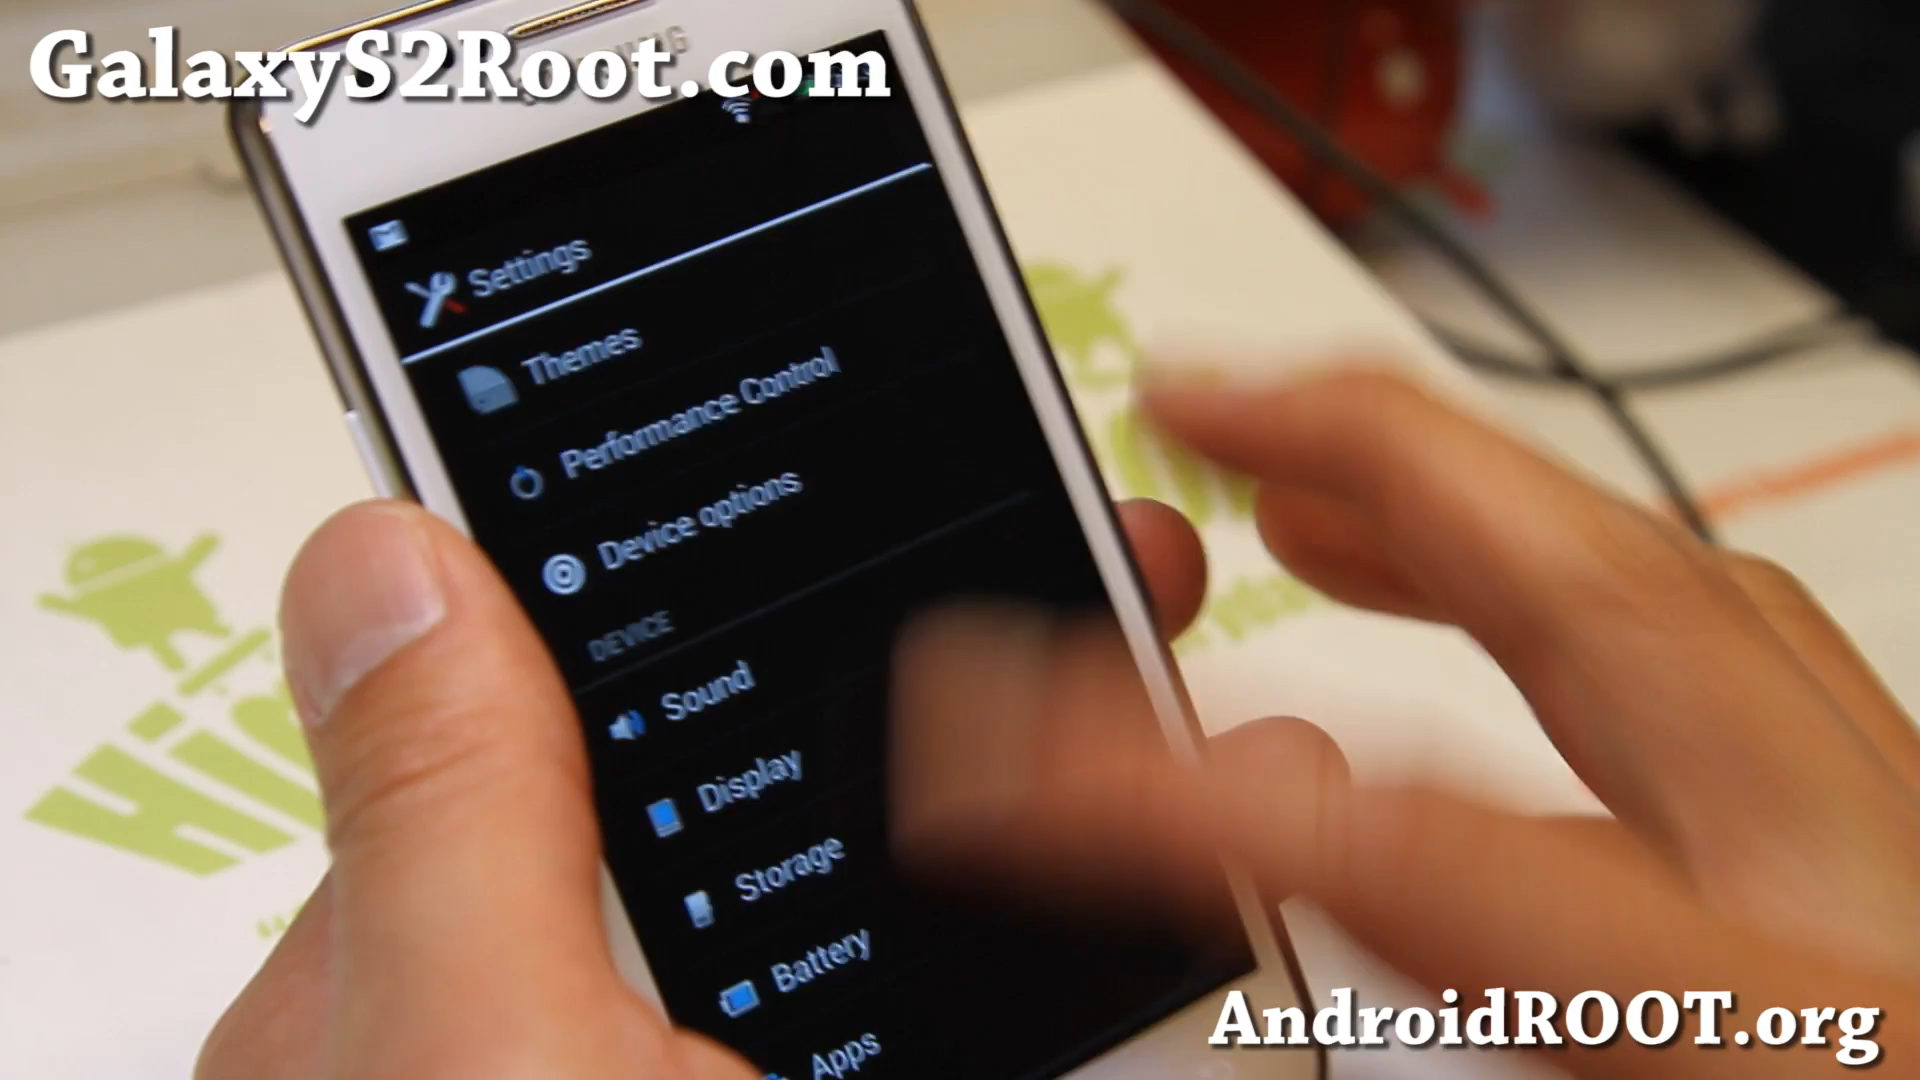 GalaxyS2Root.com
Settings
Themes
Performance Control
Device options
DEVICE
Sound
Display
Storage
Battery
Apps
AndroidROOT.org